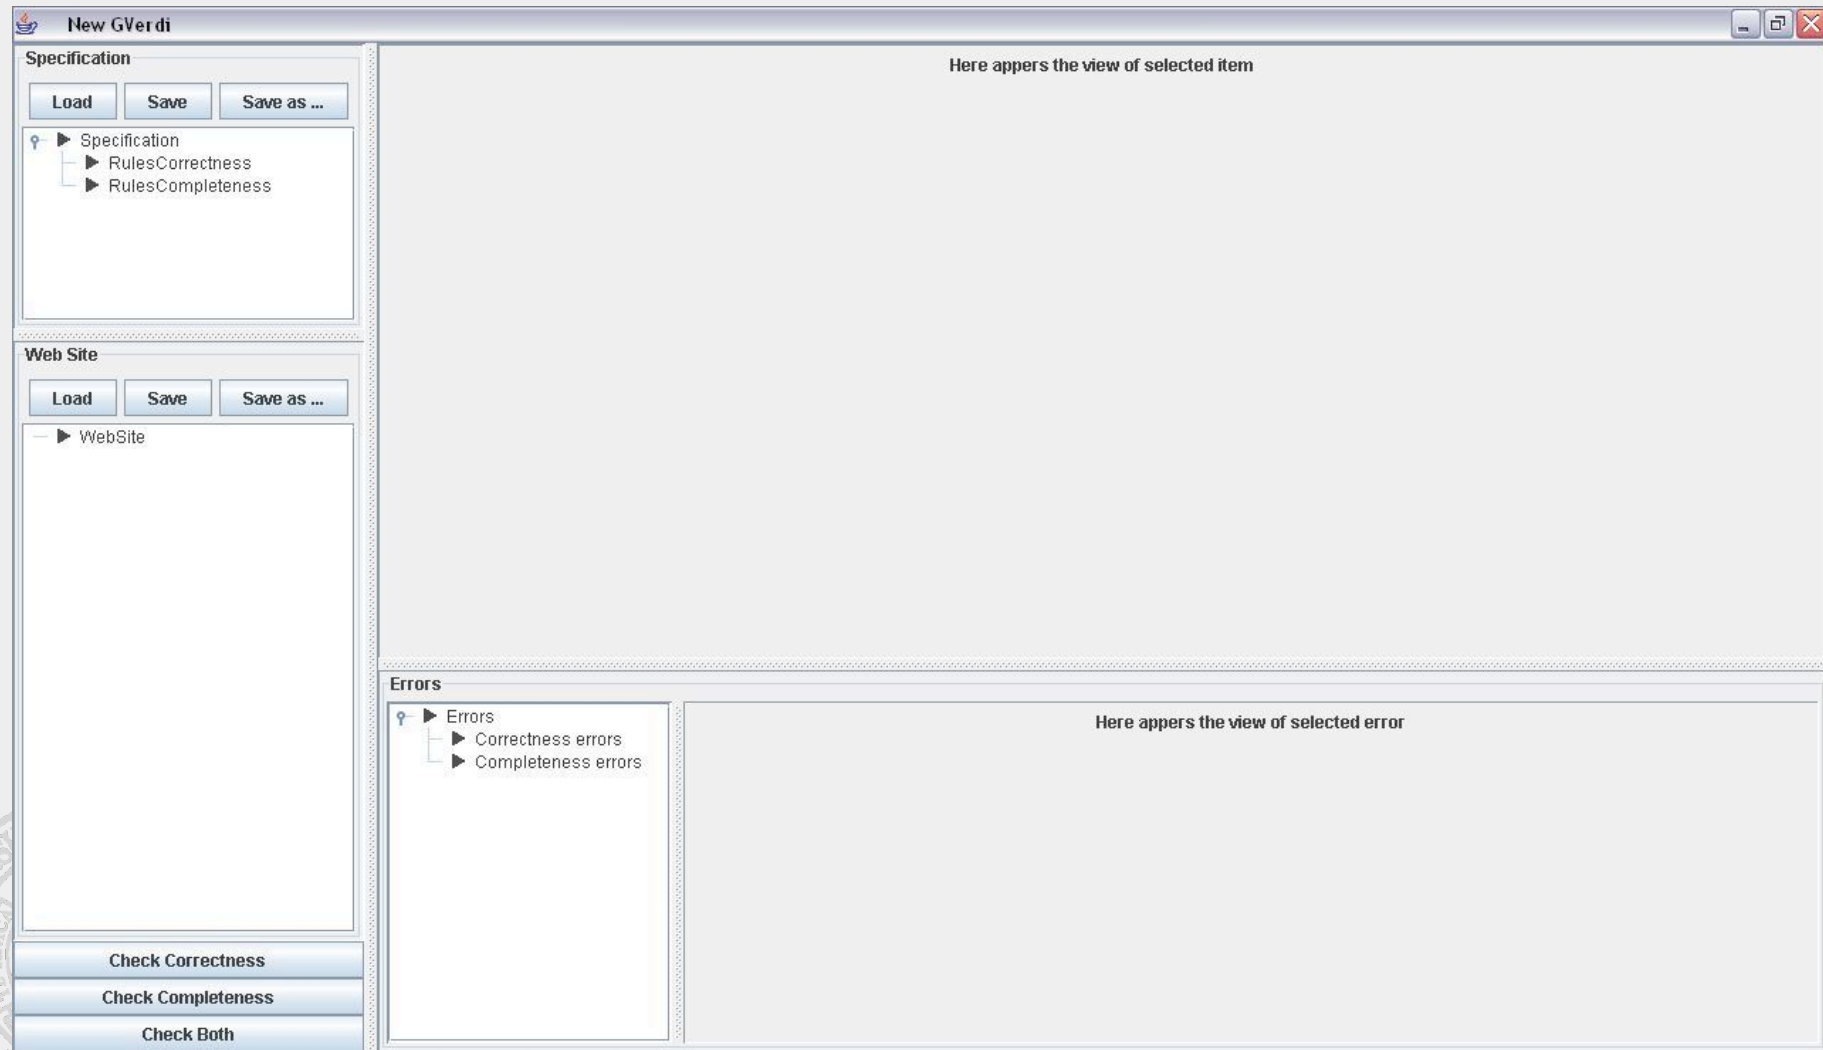 New GVerdi
Specification
Load Save Save as ...
Specification
RulesCorrectness
RulesCompleteness
Web Site
Load Save Save as ...
WebSite
Check Correctness
Check Completeness
Check Both
Here appers the view of selected item
Errors
Errors
Correctness errors
Completeness errors
Here appers the view of selected error